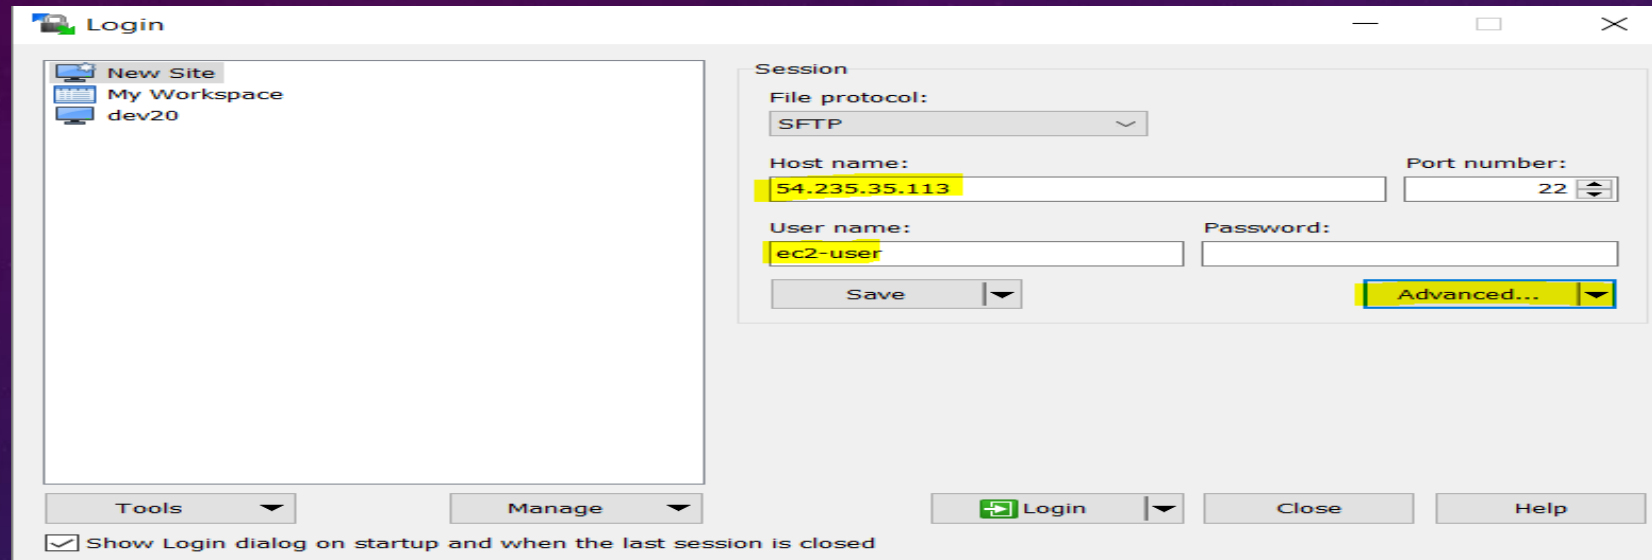 Login
New Site
My Workspace
dev20
Session
File protocol:
SFTP
Host name: Port number:
54.235.35.113 22
User name: Password:
ec2-user
Save Advanced...
Tools Manage Login Close Help
Show Login dialog on startup and when the last session is closed